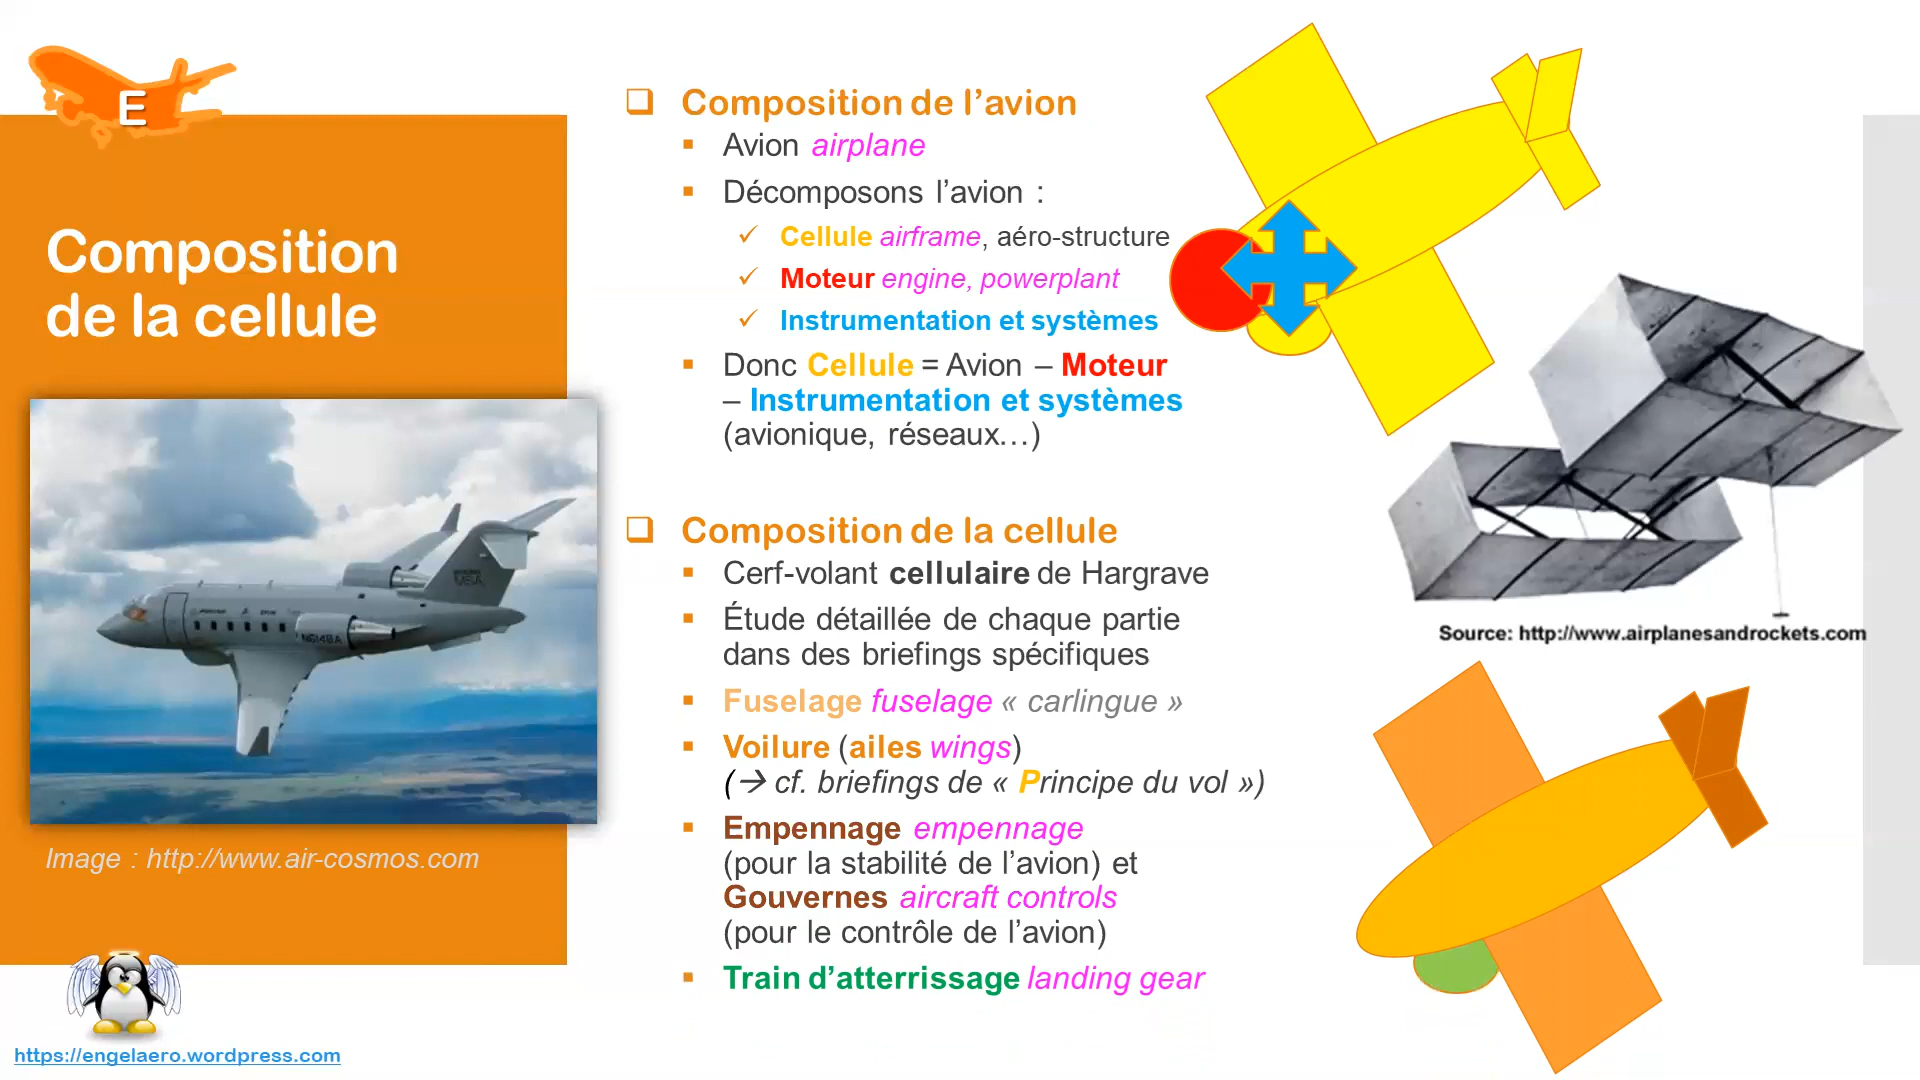 E
Composition
de la cellule
Image : http://www.air-cosmos.com
https://engelaero.wordpress.com
Composition de l’avion
Avion airplane
Décomposons l’avion :
Cellule airframe, aéro-structure
Moteur engine, powerplant
Instrumentation et systèmes
Donc Cellule = Avion – Moteur
– Instrumentation et systèmes
(avionique, réseaux…)
Composition de la cellule
Cerf-volant cellulaire de Hargrave
Étude détaillée de chaque partie
dans des briefings spécifiques
Fuselage fuselage « carlingue »
Voilure (ailes wings)
(→ cf. briefings de « Principe du vol »)
Empennage empennage
(pour la stabilité de l’avion) et
Gouvernes aircraft controls
(pour le contrôle de l’avion)
Train d’atterrissage landing gear
Source: http://www.airplanesandrockets.com